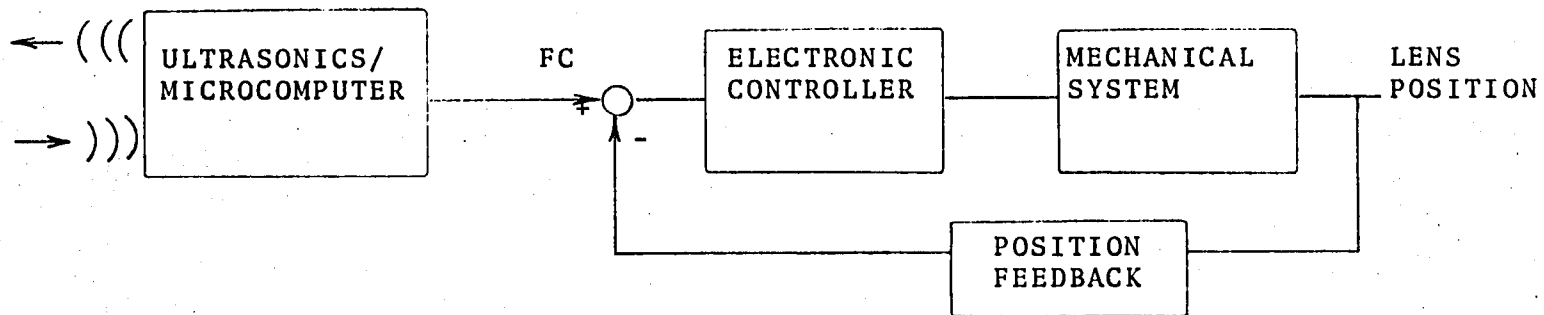 ULTRASONICS/
MICROCOMPUTER
FC
+
-
ELECTRONIC
CONTROLLER
MECHANICAL
SYSTEM
LENS
POSITION
POSITION
FEEDBACK